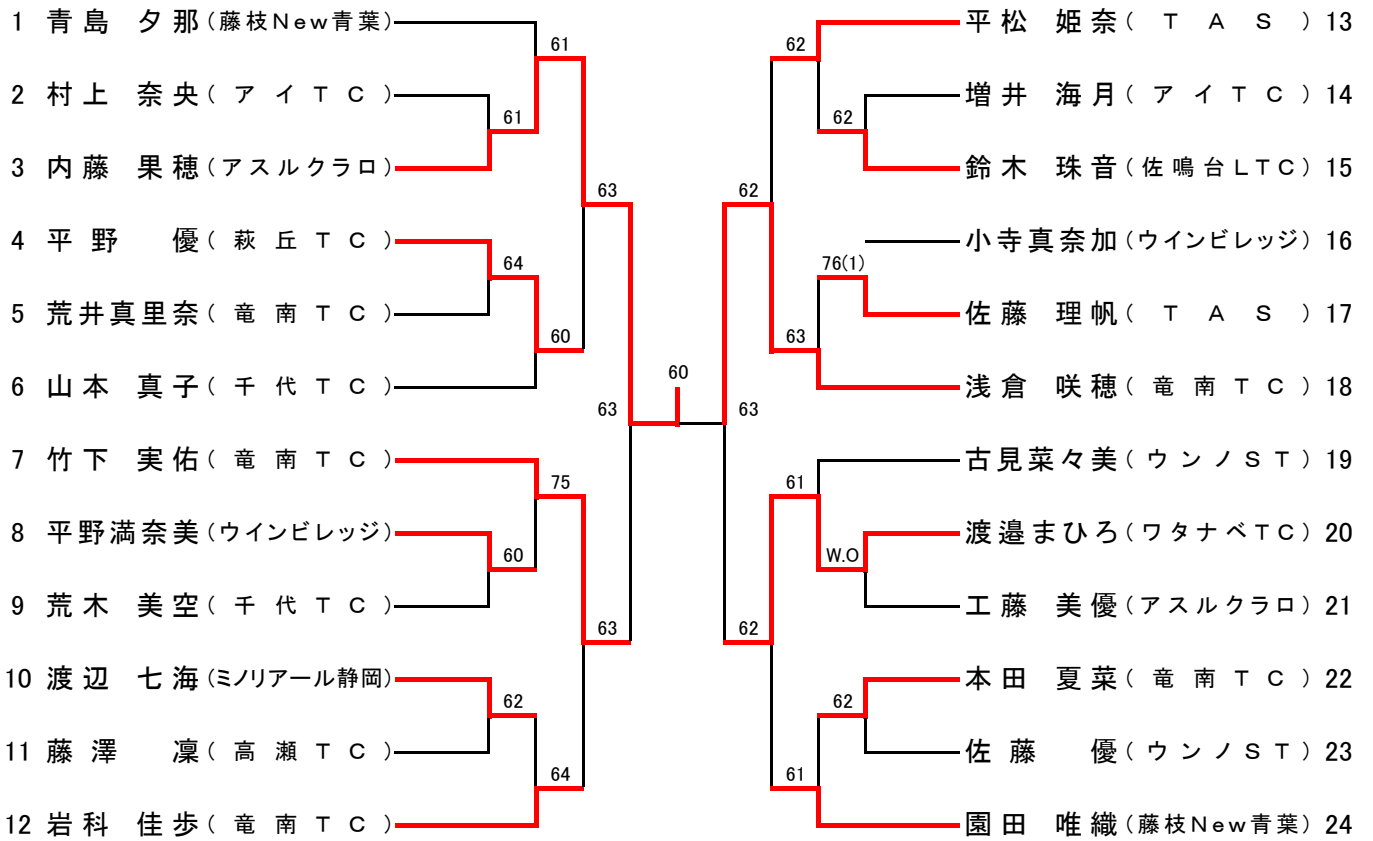 1 青島 夕那(藤枝New青葉)
2 村上 奈央(アイTC)
3 内藤 果穂(アスルクラロ)
4 平野 優(萩丘TC)
5 荒井真里奈(竜南TC)
6 山本 真子(千代TC)
7 竹下 実佑(竜南TC)
8 平野満奈美(ウインビレッジ)
9 荒木 美空(千代TC)
10 渡辺 七海(ミノリアール静岡)
11 藤澤 凜(高瀬TC)
12 岩科 佳歩(竜南TC)
61
61
63
64
60
63
75
60
63
62
64
60
62
62
62
76(1)
63
63
61
W.O
62
62
61
平松 姫奈(TAS) 13
増井 海月(アイTC) 14
鈴木 珠音(佐鳴台LTC) 15
小寺真奈加(ウインビレッジ) 16
佐藤 理帆(TAS) 17
浅倉 咲穂(竜南TC) 18
古見菜々美(ウンノST) 19
渡邉まひろ(ワタナベTC) 20
工藤 美優(アスルクラロ) 21
本田 夏菜(竜南TC) 22
佐藤 優(ウンノST) 23
園田 唯織(藤枝New青葉) 24